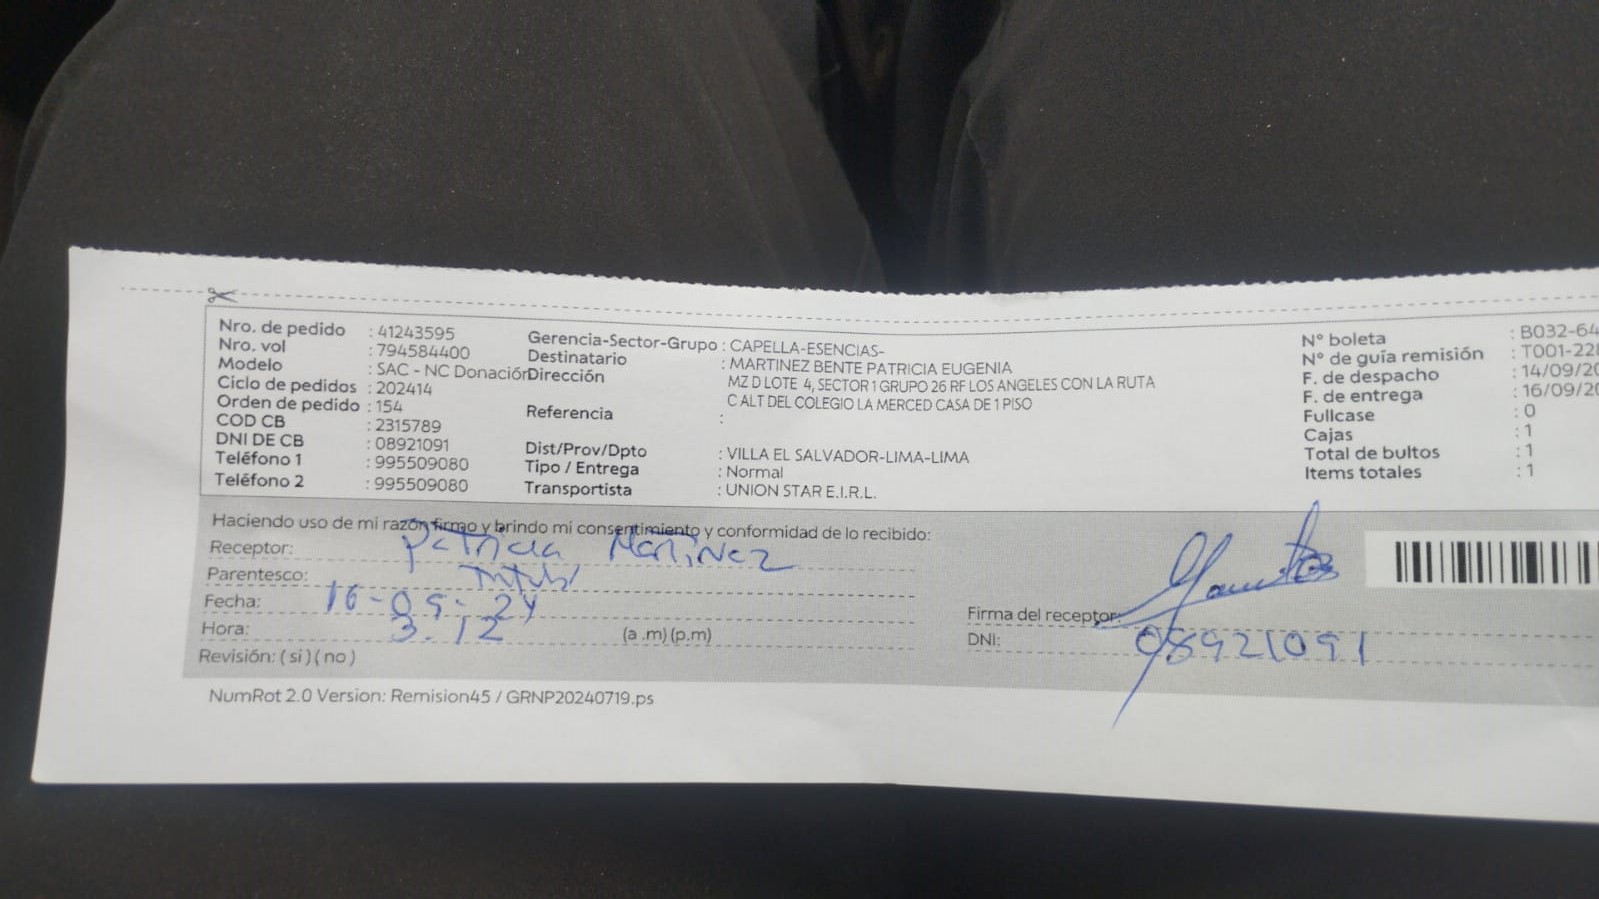 Nro. de pedido : 41243595
Nro. vol : 794584400
Modelo : SAC - NC Donación
Ciclo de pedidos : 202414
Orden de pedido : 154
COD CB : 2315789
DNI DE CB : 08921091
Teléfono 1 : 995509080
Teléfono 2 : 995509080
Gerencia-Sector-Grupo : CAPELLA-ESENCIAS-
Destinatario : MARTINEZ BENTE PATRICIA EUGENIA
Dirección MZ D LOTE 4, SECTOR 1 GRUPO 26 RF LOS ANGELES CON LA RUTA
C ALT DEL COLEGIO LA MERCED CASA DE 1 PISO
Referencia :
Dist/Prov/Dpto : VILLA EL SALVADOR-LIMA-LIMA
Tipo / Entrega : Normal
Transportista : UNION STAR E.I.R.L.
N° boleta : B032-64
N° de guía remisión : T001-22
F. de despacho : 14/09/20
F. de entrega : 16/09/20
Fullcase : 0
Cajas : 1
Total de bultos : 1
Items totales : 1
Haciendo uso de mi razón firmo y brindo mi consentimiento y conformidad de lo recibido:
Receptor: Patricia Martinez
Parentesco:
Fecha: 16-09-24
Hora: 3.12 (a.m)(p.m)
Revisión: ( si ) ( no )
Firma del receptor:
DNI: 08921091
NumRot 2.0 Version: Remision45 / GRNP20240719.ps